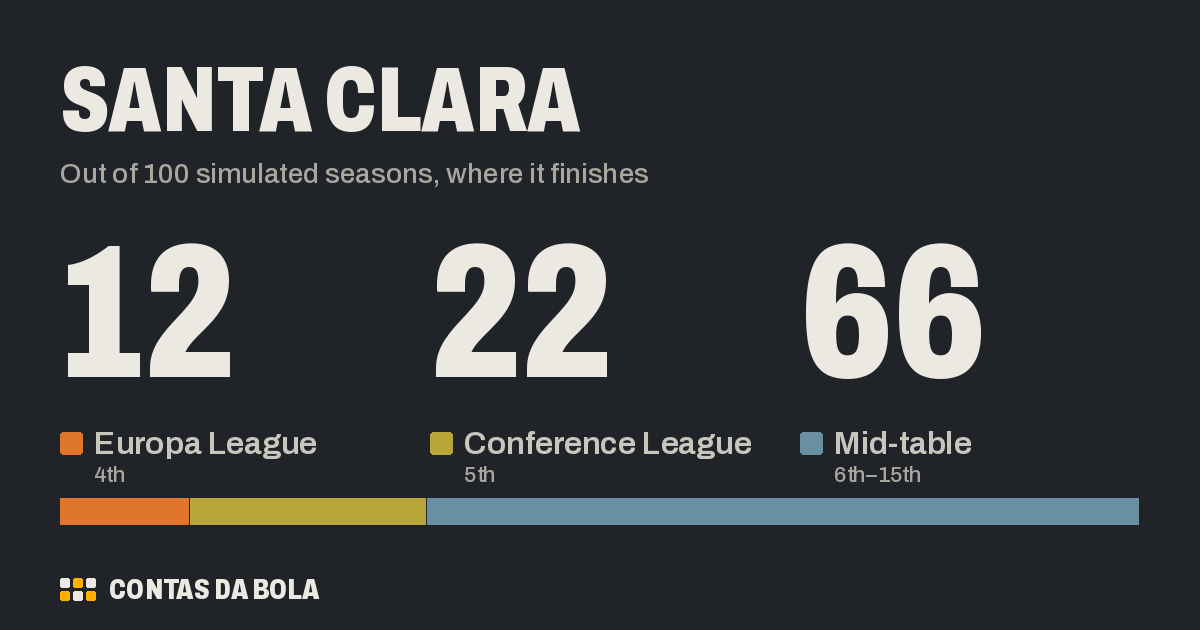 SANTA CLARA
Out of 100 simulated seasons, where it finishes
12 22 66
Europa League Conference League Mid-table
4th 5th 6th–15th
CONTAS DA BOLA